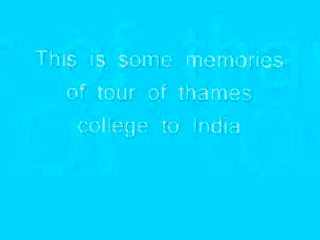 This is some memories
of tour of thames
college to India